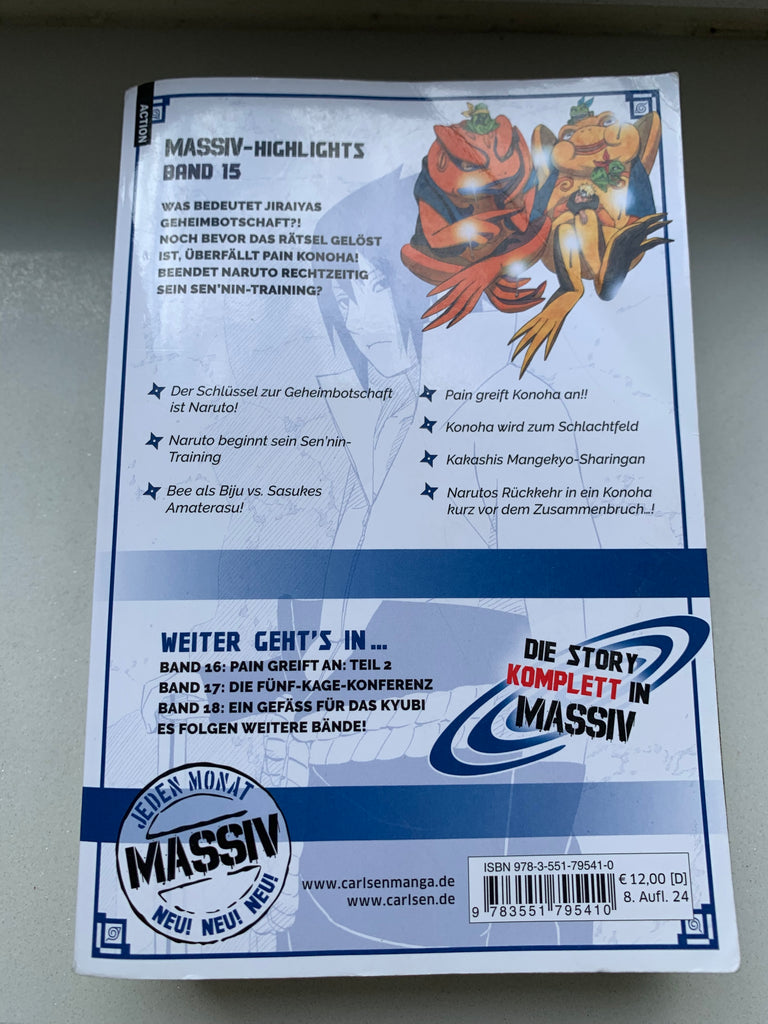 ACTION
MASSIV-HIGHLIGHTS
BAND 15
WAS BEDEUTET JIRAIYAS
GEHEIMBOTSCHAFT?!
NOCH BEVOR DAS RÄTSEL GELÖST
IST, ÜBERFÄLLT PAIN KONOHA!
BEENDET NARUTO RECHTZEITIG
SEIN SEN'NIN-TRAINING?
Der Schlüssel zur Geheimbotschaft
ist Naruto!
Naruto beginnt sein Sen'nin-
Training
Bee als Biju vs. Sasukes
Amaterasu!
Pain greift Konoha an!!
Konoha wird zum Schlachtfeld
Kakashis Mangekyo-Sharingan
Narutos Rückkehr in ein Konoha
kurz vor dem Zusammenbruch...!
WEITER GEHT'S IN...
BAND 16: PAIN GREIFT AN: TEIL 2
BAND 17: DIE FÜNF-KAGE-KONFERENZ
BAND 18: EIN GEFÄSS FÜR DAS KYUBI
ES FOLGEN WEITERE BÄNDE!
DIE STORY
KOMPLETT IN
MASSIV
JEDEN MONAT
MASSIV
NEU! NEU! NEU!
www.carlsenmanga.de
www.carlsen.de
ISBN 978-3-551-79541-0
€ 12,00 [D]
8. Aufl. 24
9 783551 795410